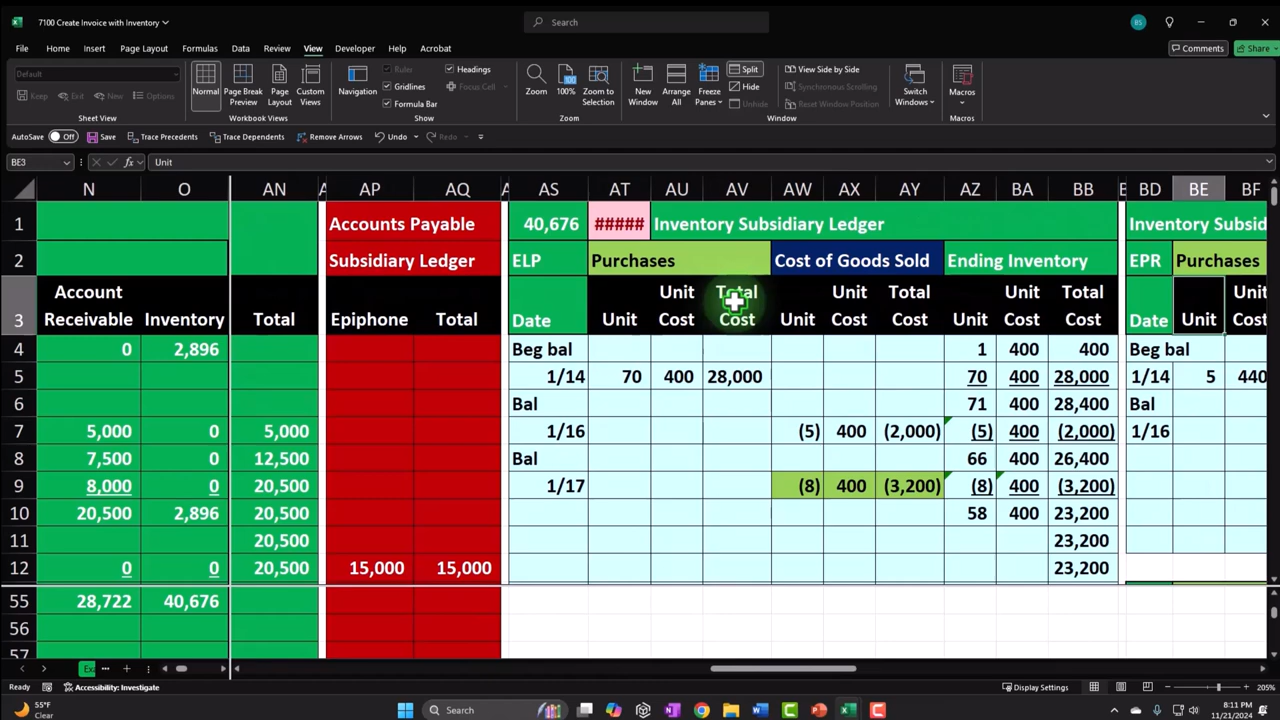 7100 Create Invoice with Inventory
Search
BS
File Home Insert Page Layout Formulas Data Review View Developer Help Acrobat Comments Share
Default
Keep Exit New Options
Sheet View
Normal Page Break Preview Page Layout Custom Views
Workbook Views
Navigation
Ruler Headings
Gridlines Focus Cell
Formula Bar
Show
Zoom 100% Zoom to Selection
Zoom
New Window Arrange All Freeze Panes
Split View Side by Side
Hide Synchronous Scrolling
Unhide Reset Window Position
Window
Switch Windows Macros
Macros
AutoSave Off Save Trace Precedents Trace Dependents Remove Arrows Undo Redo
BE3 fx Unit
N O AN A AP AQ A AS AT AU AV AW AX AY AZ BA BB B BD BE BF
1 Accounts Payable 40,676 ##### Inventory Subsidiary Ledger Inventory Subsid
2 Subsidiary Ledger ELP Purchases Cost of Goods Sold Ending Inventory EPR Purchases
Account Unit Total Unit Total Unit Total Unit
3 Receivable Inventory Total Epiphone Total Date Unit Cost Cost Unit Cost Cost Unit Cost Cost Date Unit Cost
4 0 2,896 Beg bal 1 400 400 Beg bal
5 1/14 70 400 28,000 70 400 28,000 1/14 5 440
6 Bal 71 400 28,400 Bal
7 5,000 0 5,000 1/16 (5) 400 (2,000) (5) 400 (2,000) 1/16
8 7,500 0 12,500 Bal 66 400 26,400
9 8,000 0 20,500 1/17 (8) 400 (3,200) (8) 400 (3,200)
10 20,500 2,896 20,500 58 400 23,200
11 20,500 23,200
12 0 0 20,500 15,000 15,000 23,200
55 28,722 40,676
56
57
Ready Accessibility: Investigate Display Settings 205%
55°F
Clear
Search
8:11 PM
11/21/2024